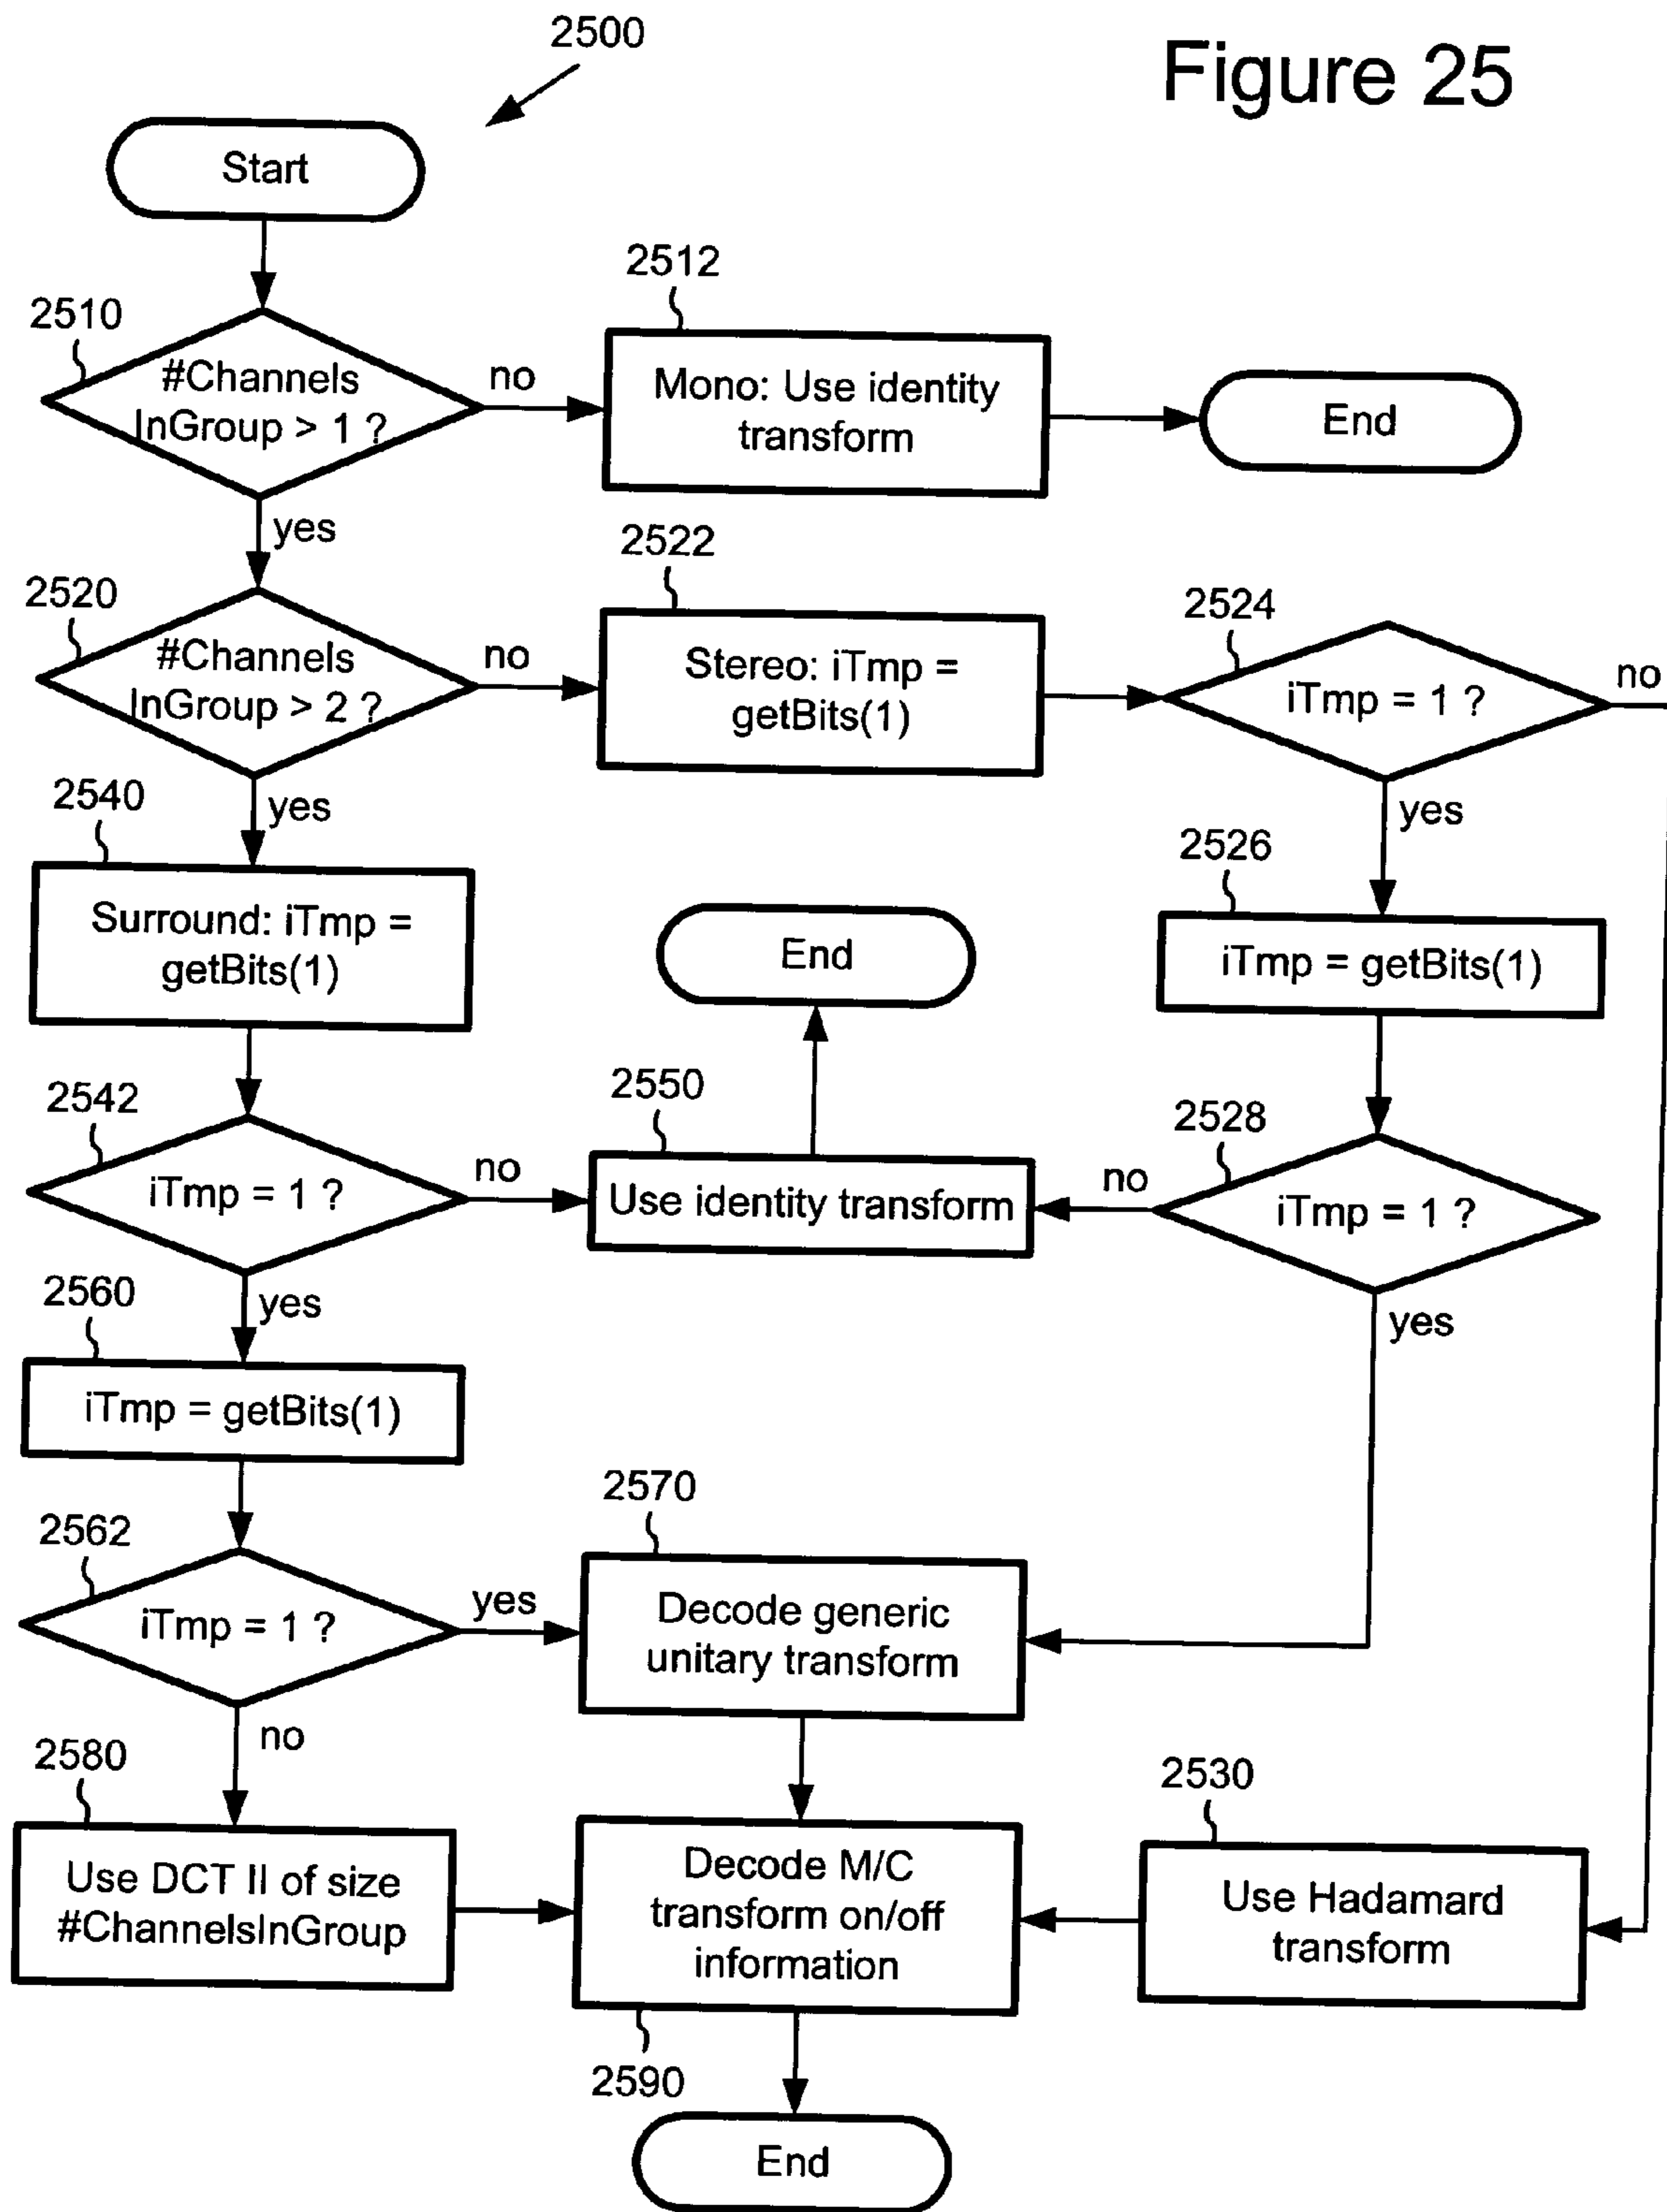 2500
Figure 25
Start
2510
#Channels
InGroup > 1 ?
no
yes
2512
Mono: Use identity
transform
End
2520
#Channels
InGroup > 2 ?
no
yes
2522
Stereo: iTmp =
getBits(1)
2524
iTmp = 1 ?
no
yes
2540
Surround: iTmp =
getBits(1)
End
2526
iTmp = getBits(1)
2542
iTmp = 1 ?
no
yes
2550
Use identity transform
2528
iTmp = 1 ?
no
yes
2560
iTmp = getBits(1)
2562
iTmp = 1 ?
yes
no
2570
Decode generic
unitary transform
2580
Use DCT II of size
#ChannelsInGroup
Decode M/C
transform on/off
information
2590
2530
Use Hadamard
transform
End